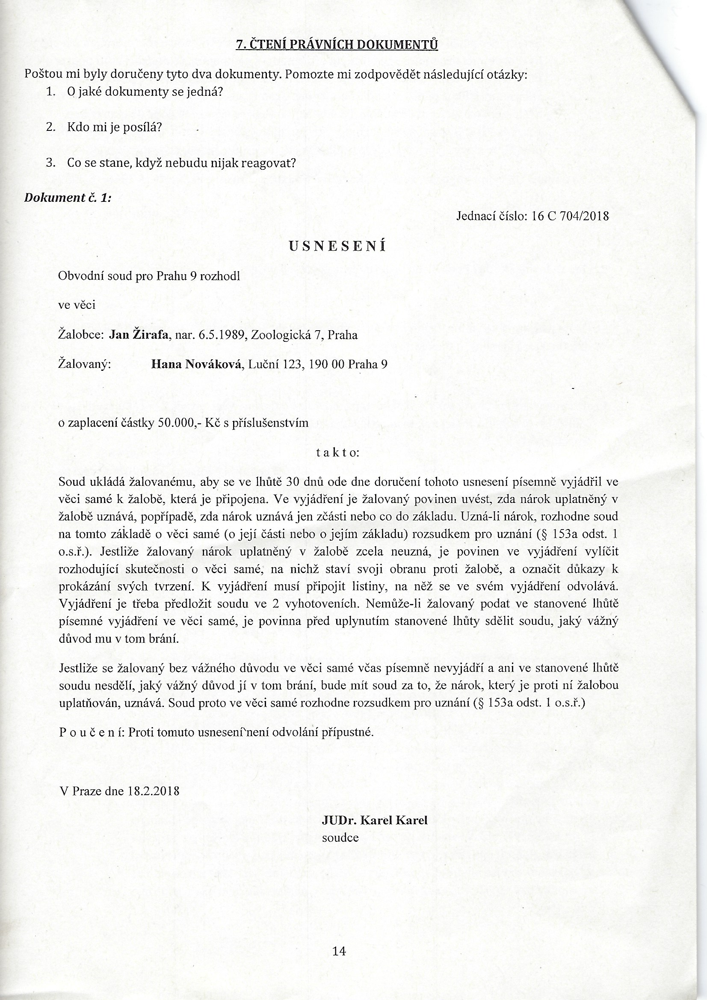 7. ČTENÍ PRÁVNÍCH DOKUMENTŮ
Poštou mi byly doručeny tyto dva dokumenty. Pomozte mi zodpovědět následující otázky:
1. O jaké dokumenty se jedná?
2. Kdo mi je posílá?
3. Co se stane, když nebudu nijak reagovat?
Dokument č. 1:
Jednací číslo: 16 C 704/2018
U S N E S E N Í
Obvodní soud pro Prahu 9 rozhodl
ve věci
Žalobce: Jan Žirafa, nar. 6.5.1989, Zoologická 7, Praha
Žalovaný: Hana Nováková, Luční 123, 190 00 Praha 9
o zaplacení částky 50.000,- Kč s příslušenstvím
t a k t o:
Soud ukládá žalovanému, aby se ve lhůtě 30 dnů ode dne doručení tohoto usnesení písemně vyjádřil ve
věci samé k žalobě, která je připojena. Ve vyjádření je žalovaný povinen uvést, zda nárok uplatněný v
žalobě uznává, popřípadě, zda nárok uznává jen zčásti nebo co do základu. Uzná-li nárok, rozhodne soud
na tomto základě o věci samé (o její části nebo o jejím základu) rozsudkem pro uznání (§ 153a odst. 1
o.s.ř.). Jestliže žalovaný nárok uplatněný v žalobě zcela neuzná, je povinen ve vyjádření vylíčit
rozhodující skutečnosti o věci samé, na nichž staví svoji obranu proti žalobě, a označit důkazy k
prokázání svých tvrzení. K vyjádření musí připojit listiny, na něž se ve svém vyjádření odvolává.
Vyjádření je třeba předložit soudu ve 2 vyhotoveních. Nemůže-li žalovaný podat ve stanovené lhůtě
písemné vyjádření ve věci samé, je povinna před uplynutím stanovené lhůty sdělit soudu, jaký vážný
důvod mu v tom brání.
Jestliže se žalovaný bez vážného důvodu ve věci samé včas písemně nevyjádří a ani ve stanovené lhůtě
soudu nesdělí, jaký vážný důvod jí v tom brání, bude mít soud za to, že nárok, který je proti ní žalobou
uplatňován, uznává. Soud proto ve věci samé rozhodne rozsudkem pro uznání (§ 153a odst. 1 o.s.ř.)
P o u č e n í: Proti tomuto usnesení není odvolání přípustné.
V Praze dne 18.2.2018
JUDr. Karel Karel
soudce
14